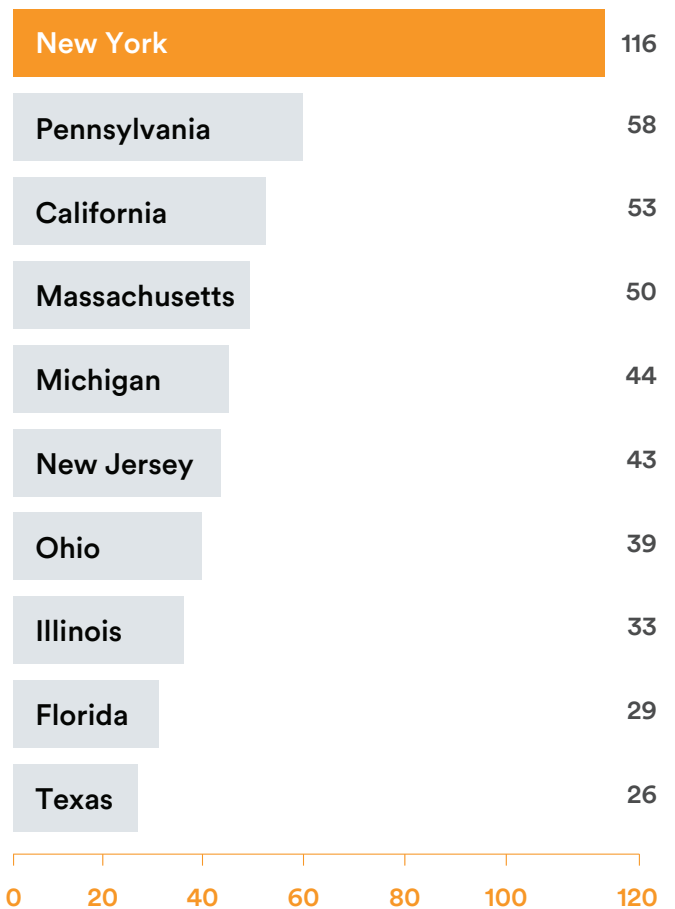 New York 116
Pennsylvania 58
California 53
Massachusetts 50
Michigan 44
New Jersey 43
Ohio 39
Illinois 33
Florida 29
Texas 26
0 20 40 60 80 100 120